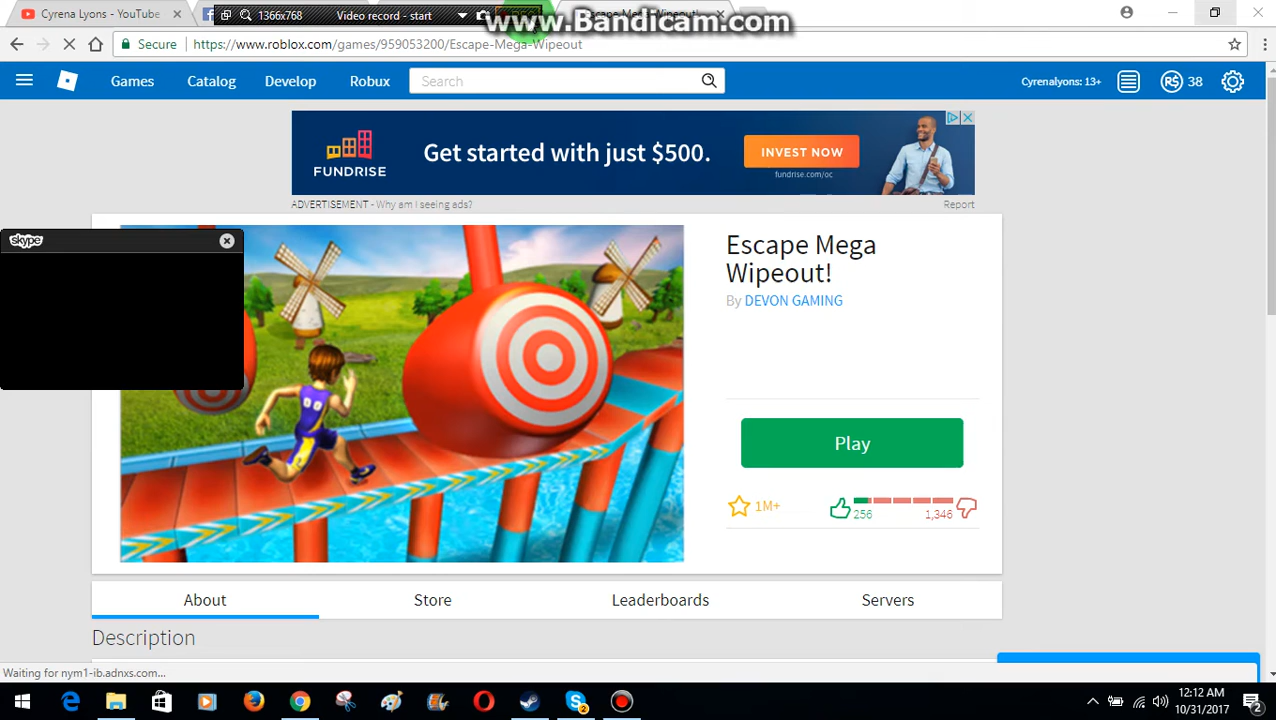 Cyrena Lyons - YouTube
1366x768
Video record - start
www.Bandicam.com
Secure
https://www.roblox.com/games/959053200/Escape-Mega-Wipeout
Games
Catalog
Develop
Robux
Search
Cyrenalyons: 13+
R$ 38
FUNDRISE
Get started with just $500.
INVEST NOW
fundrise.com/oc
ADVERTISEMENT - Why am I seeing ads?
Report
skype
Escape Mega
Wipeout!
By DEVON GAMING
00
Play
1M+
256
1,346
About
Store
Leaderboards
Servers
Description
Waiting for nym1-ib.adnxs.com...
2
12:12 AM
10/31/2017
2